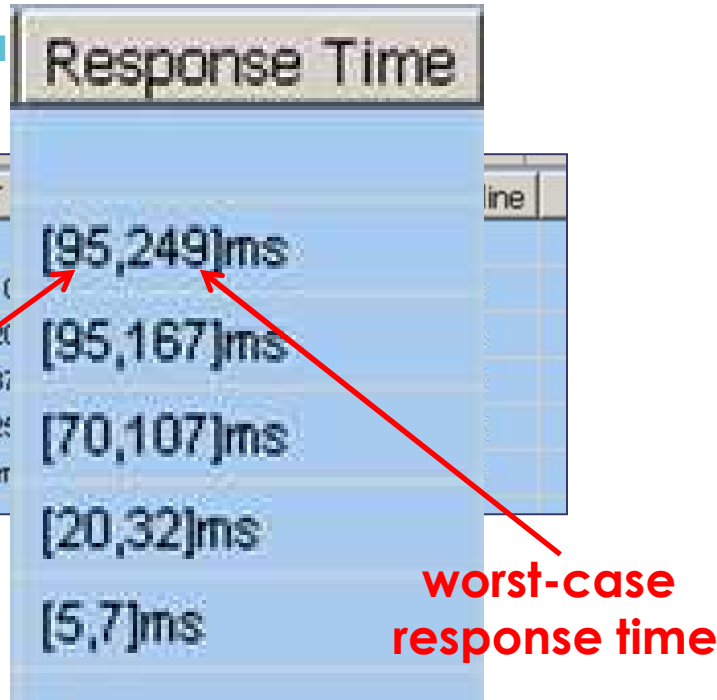 Response Time
line
[95,249]ms
[95,167]ms
[70,107]ms
[20,32]ms
[5,7]ms
worst-case
response time